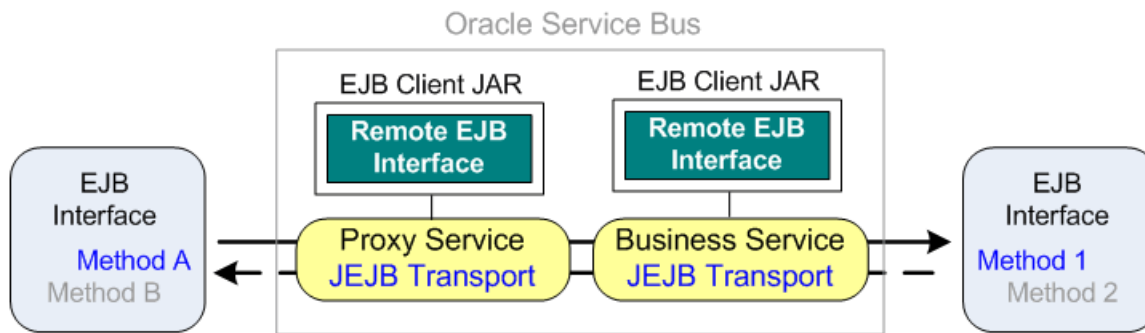 Oracle Service Bus
EJB Client JAR
Remote EJB
Interface
EJB Client JAR
Remote EJB
Interface
EJB
Interface
Method A
Method B
Proxy Service
JEJB Transport
Business Service
JEJB Transport
EJB
Interface
Method 1
Method 2